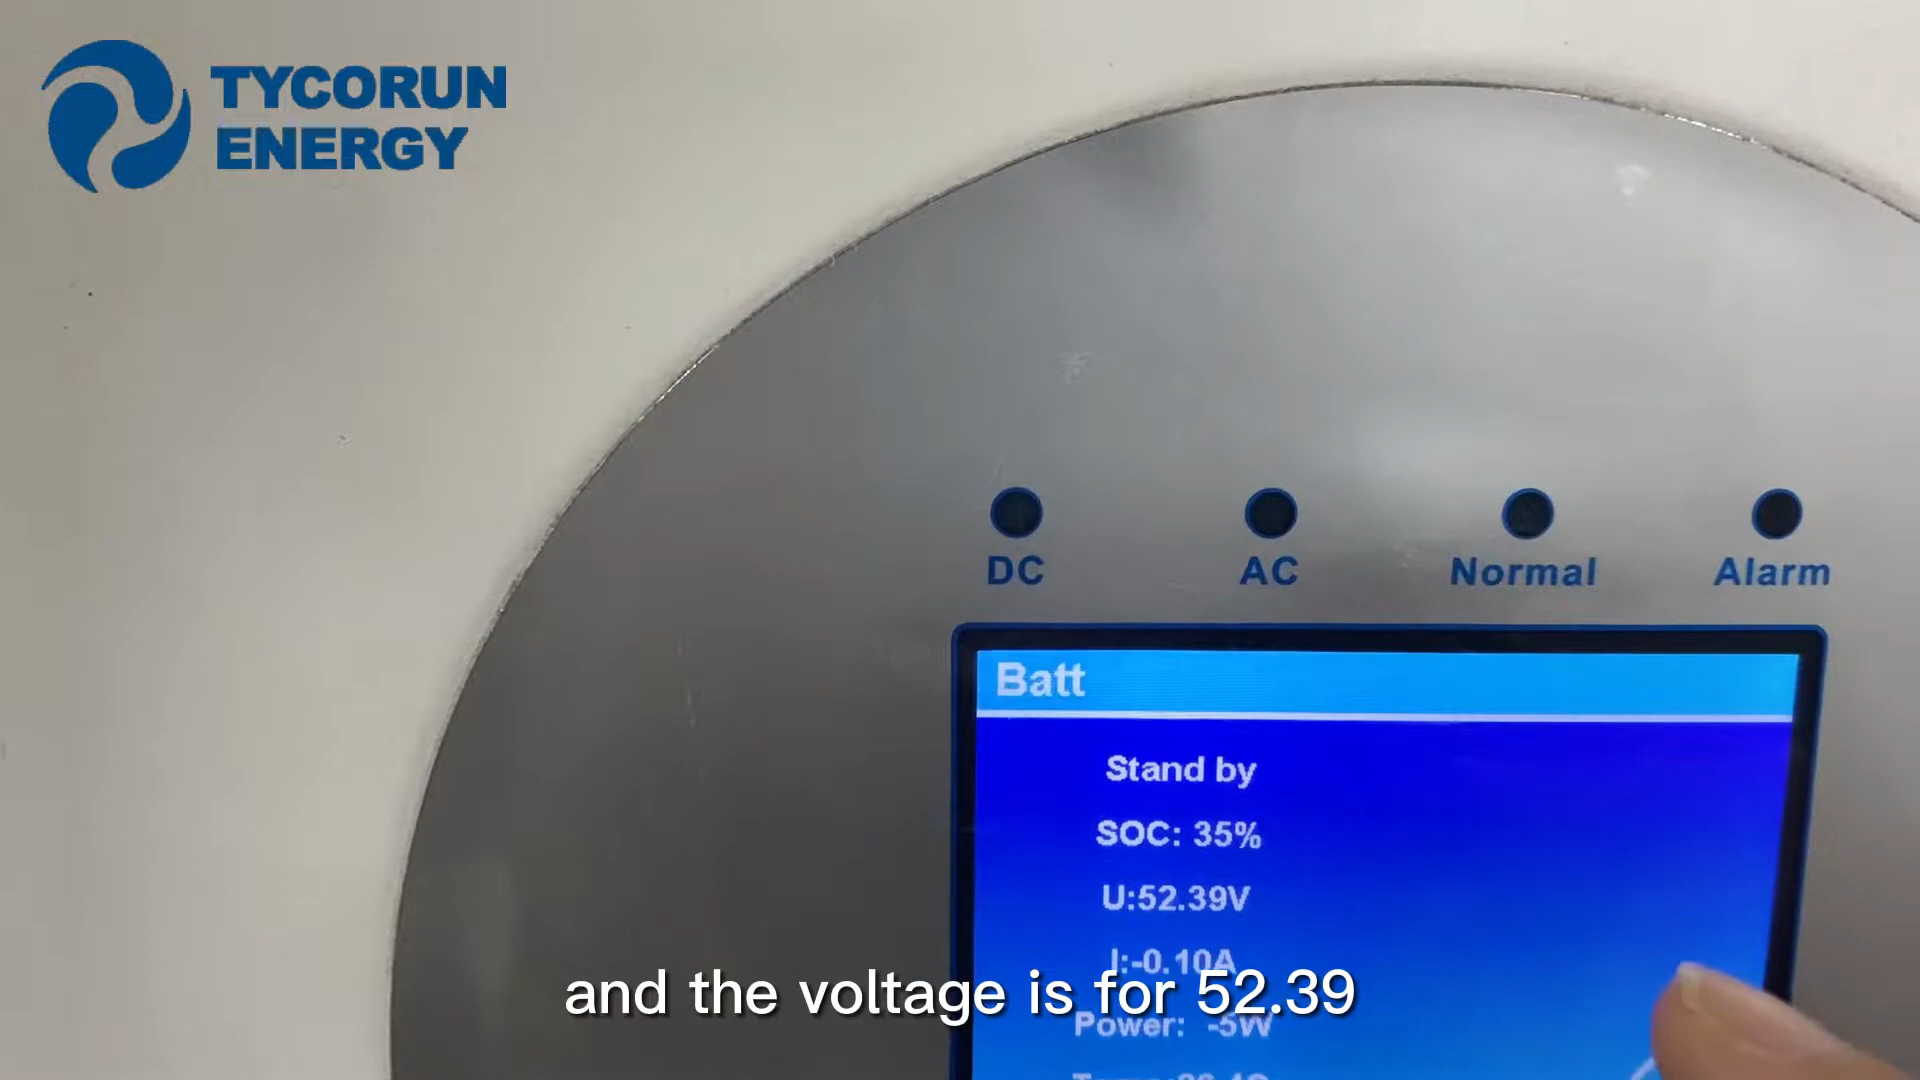 TYCORUN
ENERGY
DC AC Normal Alarm
Batt
Stand by
SOC: 35%
U:52.39V
I:-0.10A
and the voltage is for 52.39
Power: -5W